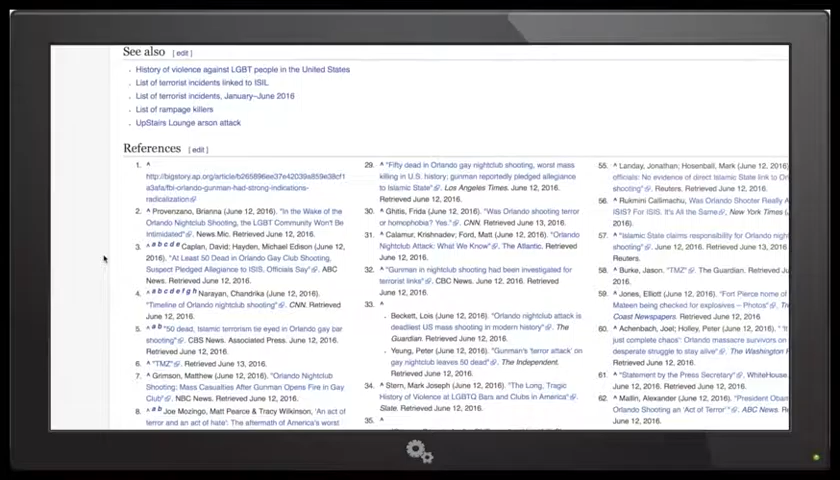 See also [ edit ]
History of violence against LGBT people in the United States
List of terrorist incidents linked to ISIL
List of terrorist incidents, January–June 2016
List of rampage killers
UpStairs Lounge arson attack
References [ edit ]
1. ^
http://bigstory.ap.org/article/b265896ee37e42039a859e38cf1
a3afa/fbi-orlando-gunman-had-strong-indications-
radicalization
2. ^ Provenzano, Brianna (June 12, 2016). "In the Wake of the
Orlando Nightclub Shooting, the LGBT Community Won't Be
Intimidated". News Mic. Retrieved June 12, 2016.
3. ^ a b c d e Caplan, David; Hayden, Michael Edison (June 12,
2016). "At Least 50 Dead in Orlando Gay Club Shooting,
Suspect Pledged Allegiance to ISIS, Officials Say". ABC
News. Retrieved June 12, 2016.
4. ^ a b c d e f g h Narayan, Chandrika (June 12, 2016).
"Timeline of Orlando nightclub shooting". CNN. Retrieved
June 12, 2016.
5. ^ a b "50 dead, Islamic terrorism tie eyed in Orlando gay bar
shooting". CBS News. Associated Press. June 12, 2016.
Retrieved June 12, 2016.
6. ^ "TMZ". Retrieved June 13, 2016.
7. ^ Grimson, Matthew (June 12, 2016). "Orlando Nightclub
Shooting: Mass Casualties After Gunman Opens Fire in Gay
Club". NBC News. Retrieved June 12, 2016.
8. ^ a b Joe Mozingo, Matt Pearce & Tracy Wilkinson, 'An act of
terror and an act of hate': The aftermath of America's worst
29. ^ "Fifty dead in Orlando gay nightclub shooting, worst mass
killing in U.S. history; gunman reportedly pledged allegiance
to Islamic State". Los Angeles Times. June 12, 2016.
Retrieved June 12, 2016.
30. ^ Ghitis, Frida (June 12, 2016). "Was Orlando shooting terror
or homophobia? Yes.". CNN. Retrieved June 13, 2016.
31. ^ Calamur, Krishnadev; Ford, Matt (June 12, 2016). "Orlando
Nightclub Attack: What We Know". The Atlantic. Retrieved
June 12, 2016.
32. ^ "Gunman in nightclub shooting had been investigated for
terrorist links". CBC News. June 12, 2016. Retrieved
June 12, 2016.
33. ^
Beckett, Lois (June 12, 2016). "Orlando nightclub attack is
deadliest US mass shooting in modern history". The
Guardian. Retrieved June 12, 2016.
Yeung, Peter (June 12, 2016). "Gunman's 'terror attack' on
gay nightclub leaves 50 dead". The Independent.
Retrieved June 12, 2016.
34. ^ Stern, Mark Joseph (June 12, 2016). "The Long, Tragic
History of Violence at LGBTQ Bars and Clubs in America".
Slate. Retrieved June 12, 2016.
35. ^
55. ^ Landay, Jonathan; Hosenball, Mark (June 12, 2016)
officials: No evidence of direct Islamic State link to Or
shooting". Reuters. Retrieved June 12, 2016.
56. ^ Rukmini Callimachu, Was Orlando Shooter Really A
ISIS? For ISIS. It's All the Same, New York Times (J
2016).
57. ^ "Islamic State claims responsibility for Orlando night
shooting". June 12, 2016. Retrieved June 13, 2016
Reuters.
58. ^ Burke, Jason. "TMZ". The Guardian. Retrieved Ju
59. ^ Jones, Elliott (June 12, 2016). "Fort Pierce home of
Mateen being checked for explosives – Photos". Tre
Coast Newspapers. Retrieved June 12, 2016
60. ^ Achenbach, Joel; Holley, Peter (June 12, 2016). "'It
just complete chaos': Orlando massacre survivors on
desperate struggle to stay alive". The Washington P
61. ^ "Statement by the Press Secretary". WhiteHouse.
June 12, 2016. Retrieved June 12, 2016.
62. ^ Mallin, Alexander (June 12, 2016). "President Obam
Orlando Shooting an 'Act of Terror'". ABC News. R
June 12, 2016.